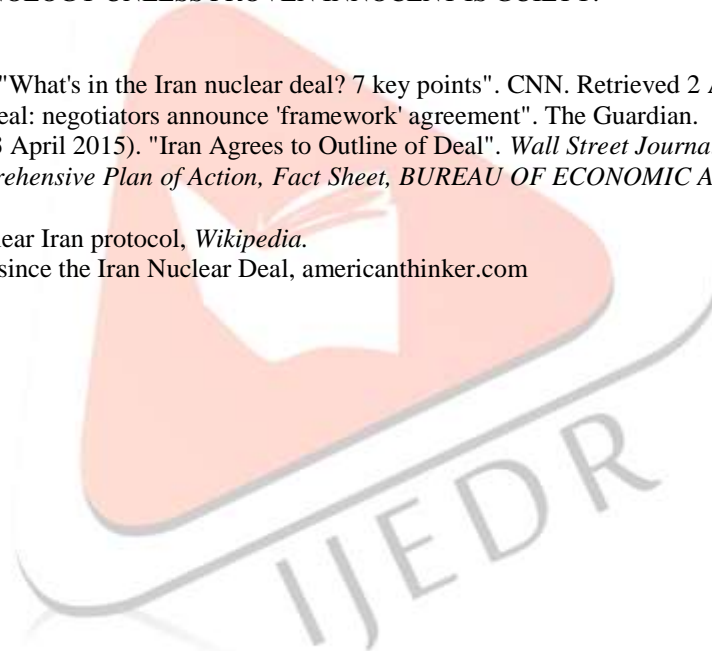 "What's in the Iran nuclear deal? 7 key points". CNN. Retrieved 2 A
eal: negotiators announce 'framework' agreement". The Guardian.
3 April 2015). "Iran Agrees to Outline of Deal". Wall Street Journa
rehensive Plan of Action, Fact Sheet, BUREAU OF ECONOMIC A
lear Iran protocol, Wikipedia.
since the Iran Nuclear Deal, americanthinker.com
IJEDR